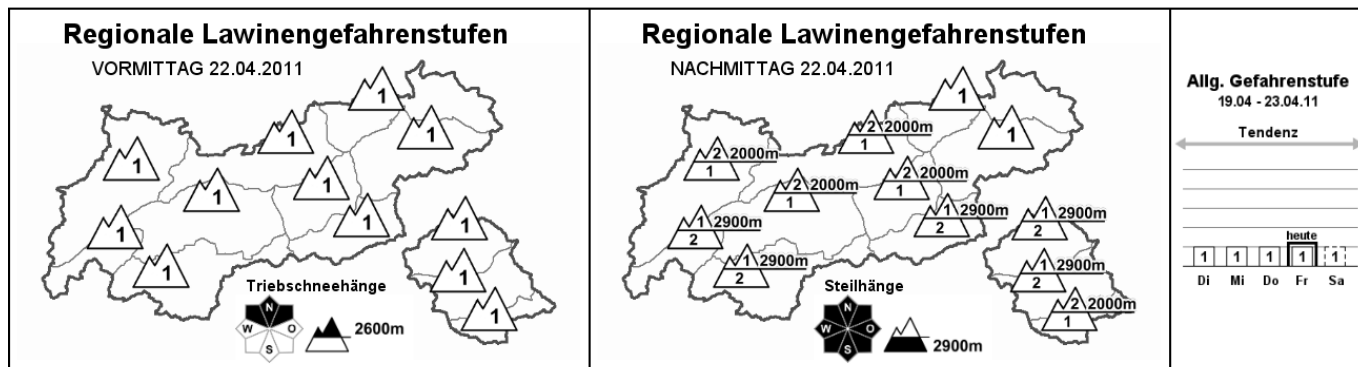 Regionale Lawinengefahrenstufen
VORMITTAG 22.04.2011
1
1
1
1
1
1
1
1
1
1
1
1
Triebschneehänge
N
W O
S
2600m
Regionale Lawinengefahrenstufen
NACHMITTAG 22.04.2011
1
1
2 2000m
1
2 2000m
1
2 2000m
1
2 2000m
1
1 2900m
2
1 2900m
2
1 2900m
2
1 2900m
2
1 2900m
2
2 2000m
1
Steilhänge
N
W O
S
2900m
Allg. Gefahrenstufe
19.04 - 23.04.11
Tendenz
heute
1 1 1 1 1
Di Mi Do Fr Sa